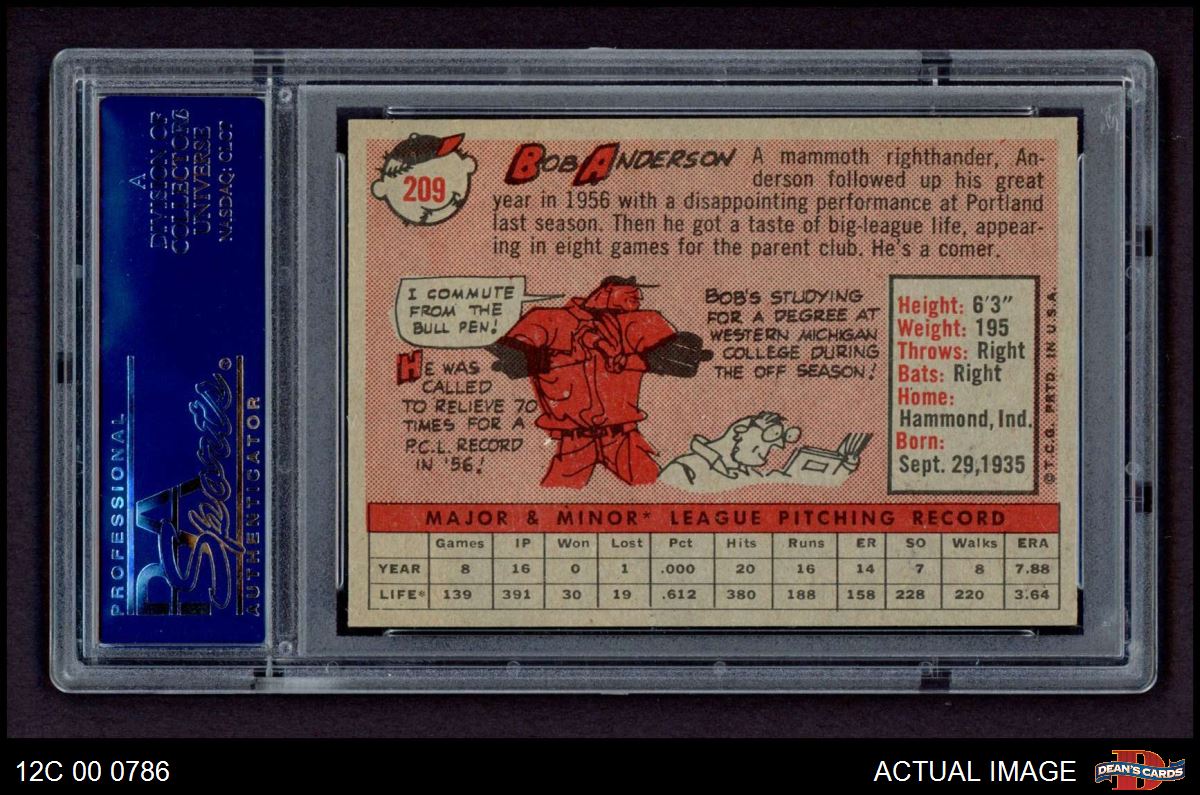 A
DIVISION OF
COLLECTORS
UNIVERSE
NASDAQ: CLCT
PROFESSIONAL
PSA
Sports
AUTHENTICATOR
®
209
BOB ANDERSON
A mammoth righthander, An-
derson followed up his great
year in 1956 with a disappointing performance at Portland
last season. Then he got a taste of big-league life, appear-
ing in eight games for the parent club. He's a comer.
I COMMUTE
FROM THE
BULL PEN!
HE WAS
CALLED
TO RELIEVE 70
TIMES FOR A
P.C.L. RECORD
IN '56!
BOB'S STUDYING
FOR A DEGREE AT
WESTERN MICHIGAN
COLLEGE DURING
THE OFF SEASON!
Height: 6'3"
Weight: 195
Throws: Right
Bats: Right
Home:
Hammond, Ind.
Born:
Sept. 29,1935
© T.C.G. PRTD. IN U.S.A.
MAJOR & MINOR* LEAGUE PITCHING RECORD
Games IP Won Lost Pct Hits Runs ER SO Walks ERA
YEAR 8 16 0 1 .000 20 16 14 7 8 7.88
LIFE* 139 391 30 19 .612 380 188 158 228 220 3.64
12C 00 0786
ACTUAL IMAGE
D
DEAN'S CARDS